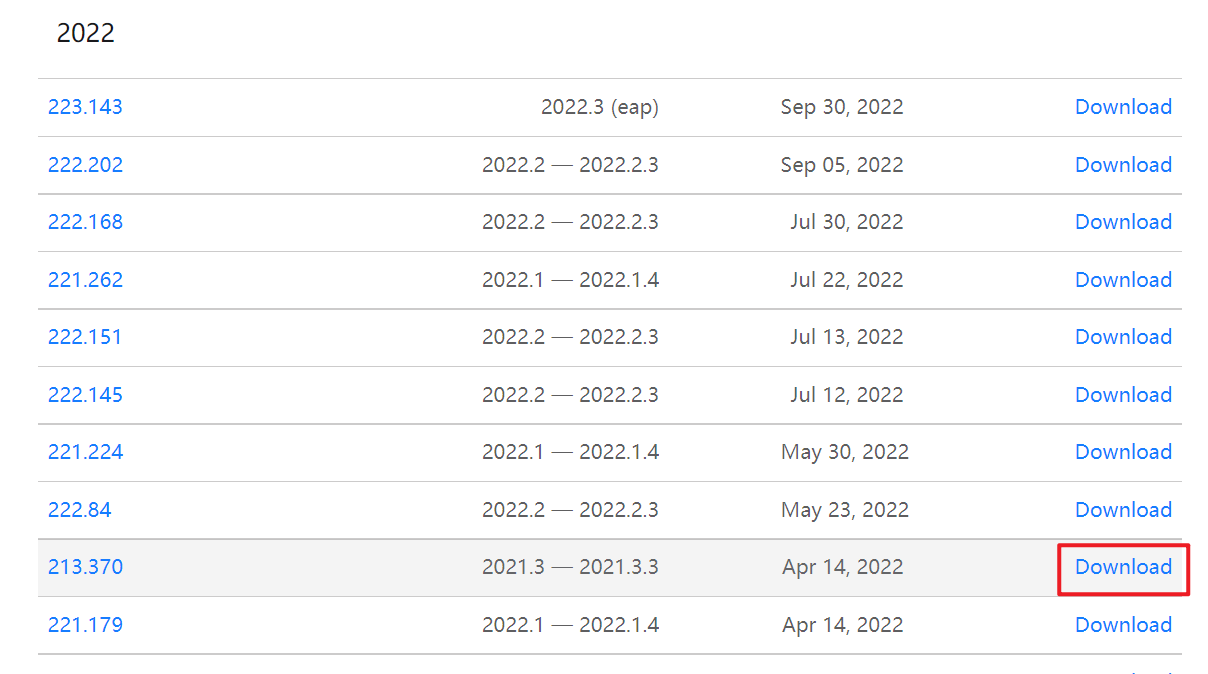 2022
223.143 2022.3 (eap) Sep 30, 2022 Download
222.202 2022.2 — 2022.2.3 Sep 05, 2022 Download
222.168 2022.2 — 2022.2.3 Jul 30, 2022 Download
221.262 2022.1 — 2022.1.4 Jul 22, 2022 Download
222.151 2022.2 — 2022.2.3 Jul 13, 2022 Download
222.145 2022.2 — 2022.2.3 Jul 12, 2022 Download
221.224 2022.1 — 2022.1.4 May 30, 2022 Download
222.84 2022.2 — 2022.2.3 May 23, 2022 Download
213.370 2021.3 — 2021.3.3 Apr 14, 2022 Download
221.179 2022.1 — 2022.1.4 Apr 14, 2022 Download